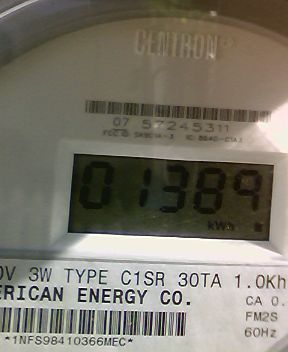 CENTRON
07 57245311
01389
kWh
0V 3W TYPE C1SR 30TA 1.0Kh
ERICAN ENERGY CO. CA 0.
FM2S
60Hz
*1NFS98410366MEC*